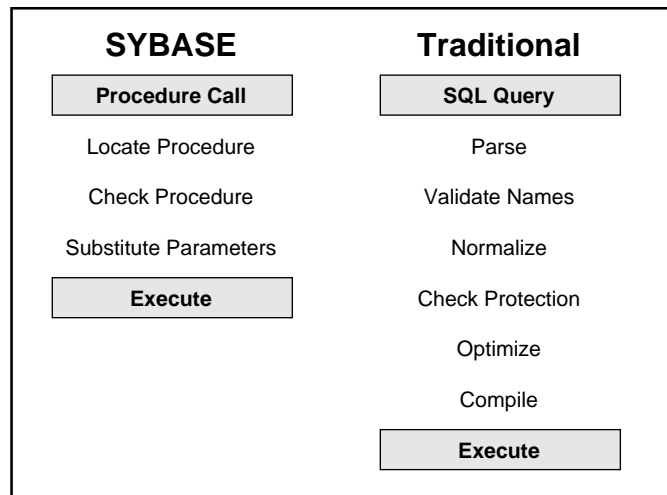 SYBASE
Procedure Call
Locate Procedure
Check Procedure
Substitute Parameters
Execute
Traditional
SQL Query
Parse
Validate Names
Normalize
Check Protection
Optimize
Compile
Execute